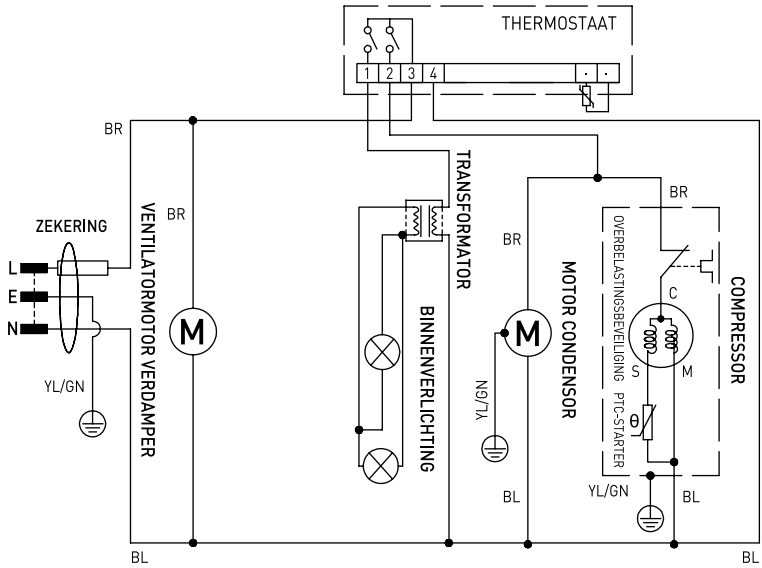 THERMOSTAAT
1 2 3 4 . .
BR
ZEKERING
L
E
N
YL/GN
VENTILATORMOTOR VERDAMPER
BR
M
TRANSFORMATOR
BINNENVERLICHTING
BR
M
YL/GN
MOTOR CONDENSOR
BR
OVERBELASTINGSBEVEILIGING
PTC-STARTER
COMPRESSOR
C
S
M
θ
YL/GN
BL
BL
BL
BL